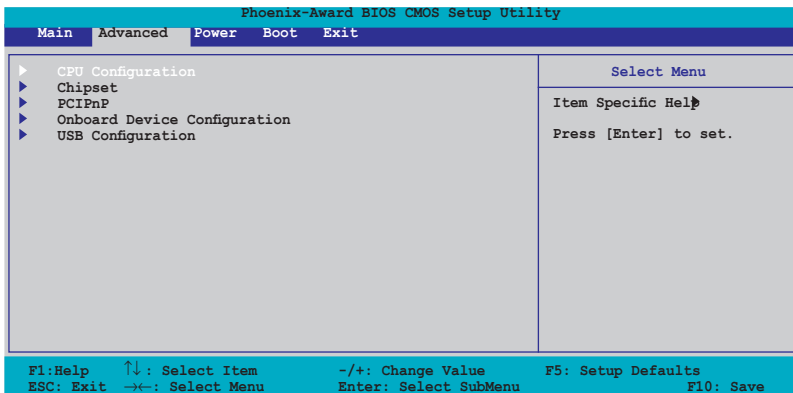 Phoenix-Award BIOS CMOS Setup Utility
Main Advanced Power Boot Exit
CPU Configuration
Chipset
PCIPnP
Onboard Device Configuration
USB Configuration
Select Menu
Item Specific Help
Press [Enter] to set.
F1:Help ↑↓: Select Item -/+: Change Value F5: Setup Defaults
ESC: Exit →←: Select Menu Enter: Select SubMenu F10: Save